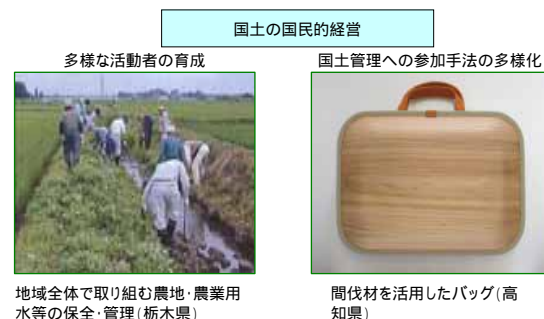 国土の国民的経営
多様な活動者の育成
国土管理への参加手法の多様化
地域全体で取り組む農地・農業用
水等の保全・管理(栃木県)
間伐材を活用したバッグ(高
知県)